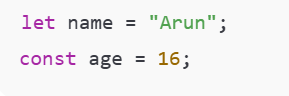 let name = "Arun";
const age = 16;